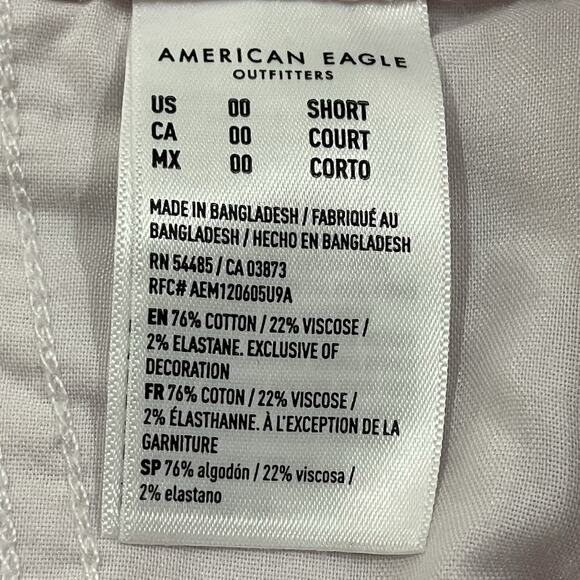 AMERICAN EAGLE
OUTFITTERS
US 00 SHORT
CA 00 COURT
MX 00 CORTO
MADE IN BANGLADESH / FABRIQUÉ AU
BANGLADESH / HECHO EN BANGLADESH
RN 54485 / CA 03873
RFC# AEM120605U9A
EN 76% COTTON / 22% VISCOSE /
2% ELASTANE. EXCLUSIVE OF
DECORATION
FR 76% COTON / 22% VISCOSE /
2% ÉLASTHANNE. À L'EXCEPTION DE LA
GARNITURE
SP 76% algodón / 22% viscosa /
2% elastano